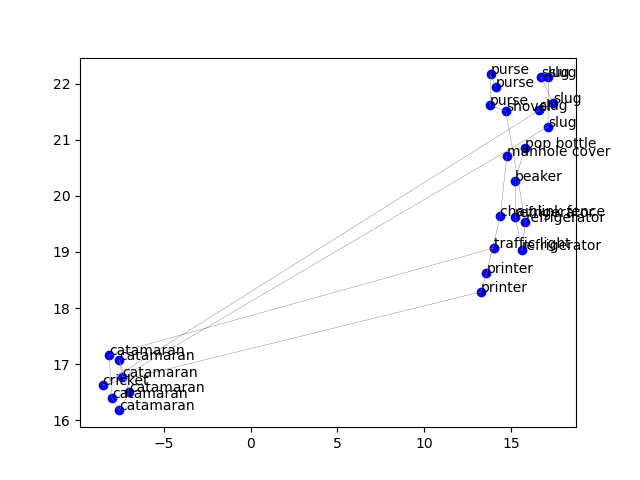 purse
slug
slug
purse
slug
purse
shovel
slug
slug
pop bottle
manhole cover
beaker
chainlink fence
refrigerator
refrigerator
traffic light
refrigerator
printer
printer
catamaran
catamaran
catamaran
cricket
catamaran
catamaran
catamaran
22
21
20
19
18
17
16
−5
0
5
10
15